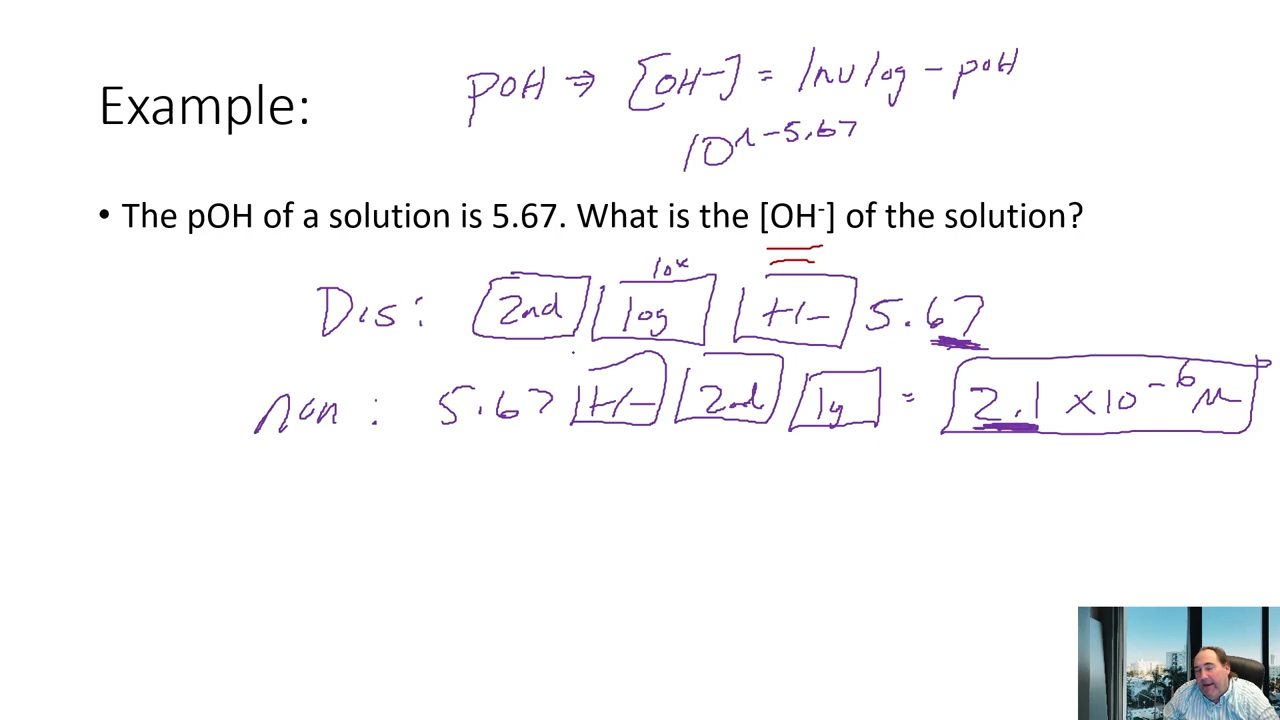 pOH ⇒ [OH-] = Inv log - pOH
Example:
10^ -5.67
• The pOH of a solution is 5.67. What is the [OH-] of the solution?
10x
Dis: 2nd log +/- 5.67
non: 5.67 +/- 2nd log = 2.1 x10-6 M